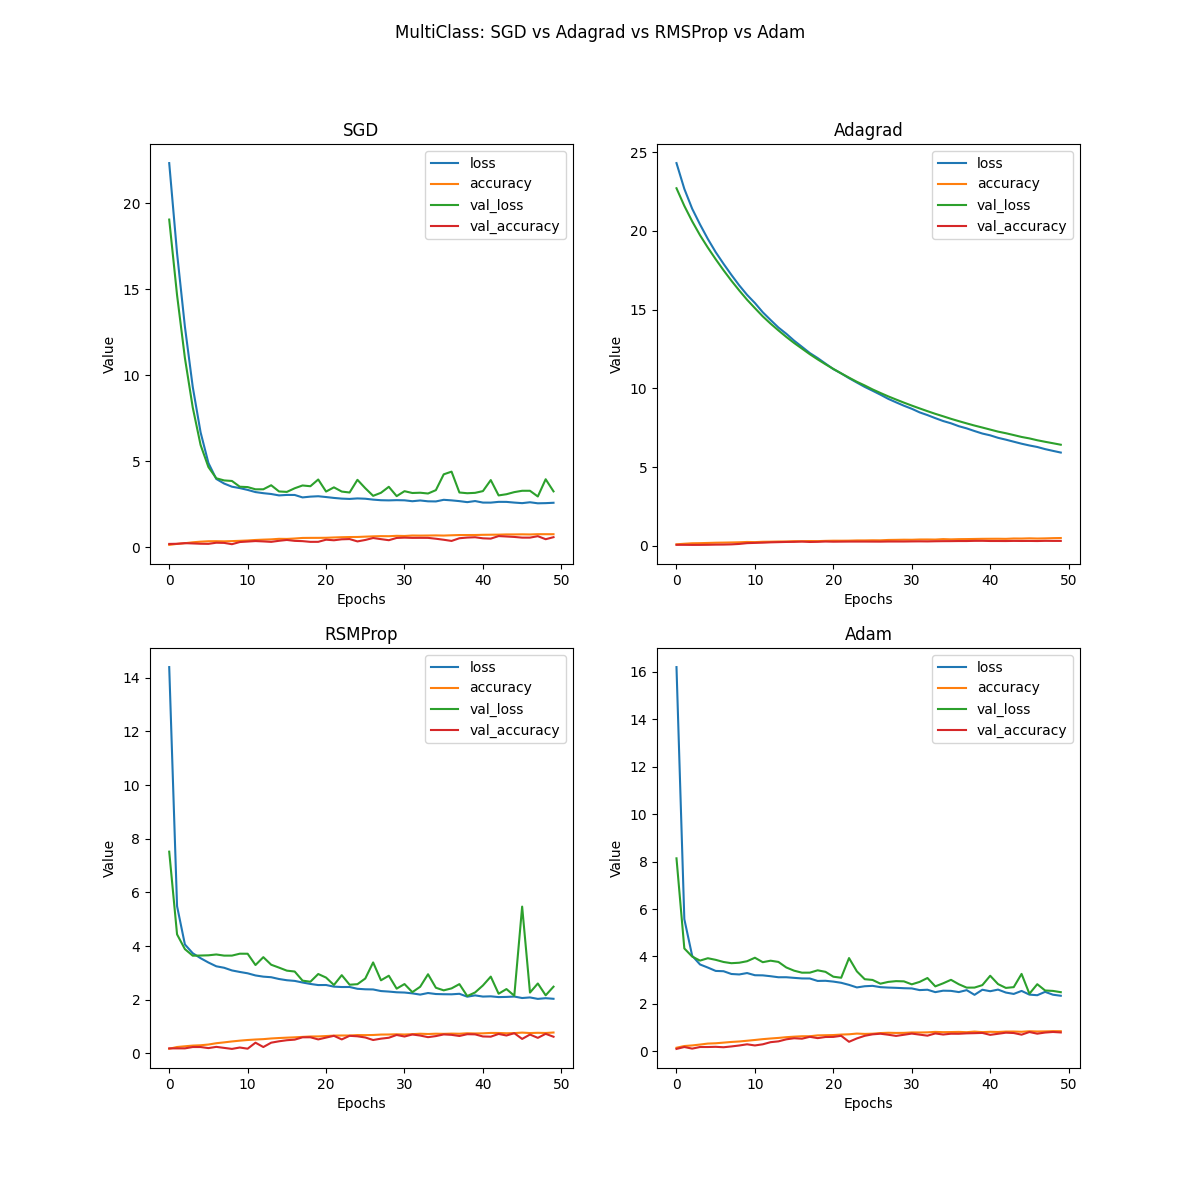 MultiClass: SGD vs Adagrad vs RMSProp vs Adam
SGD
loss
accuracy
val_loss
val_accuracy
Value
20
15
10
5
0
0 10 20 30 40 50
Epochs
Adagrad
loss
accuracy
val_loss
val_accuracy
Value
25
20
15
10
5
0
0 10 20 30 40 50
Epochs
RSMProp
loss
accuracy
val_loss
val_accuracy
Value
14
12
10
8
6
4
2
0
0 10 20 30 40 50
Epochs
Adam
loss
accuracy
val_loss
val_accuracy
Value
16
14
12
10
8
6
4
2
0
0 10 20 30 40 50
Epochs